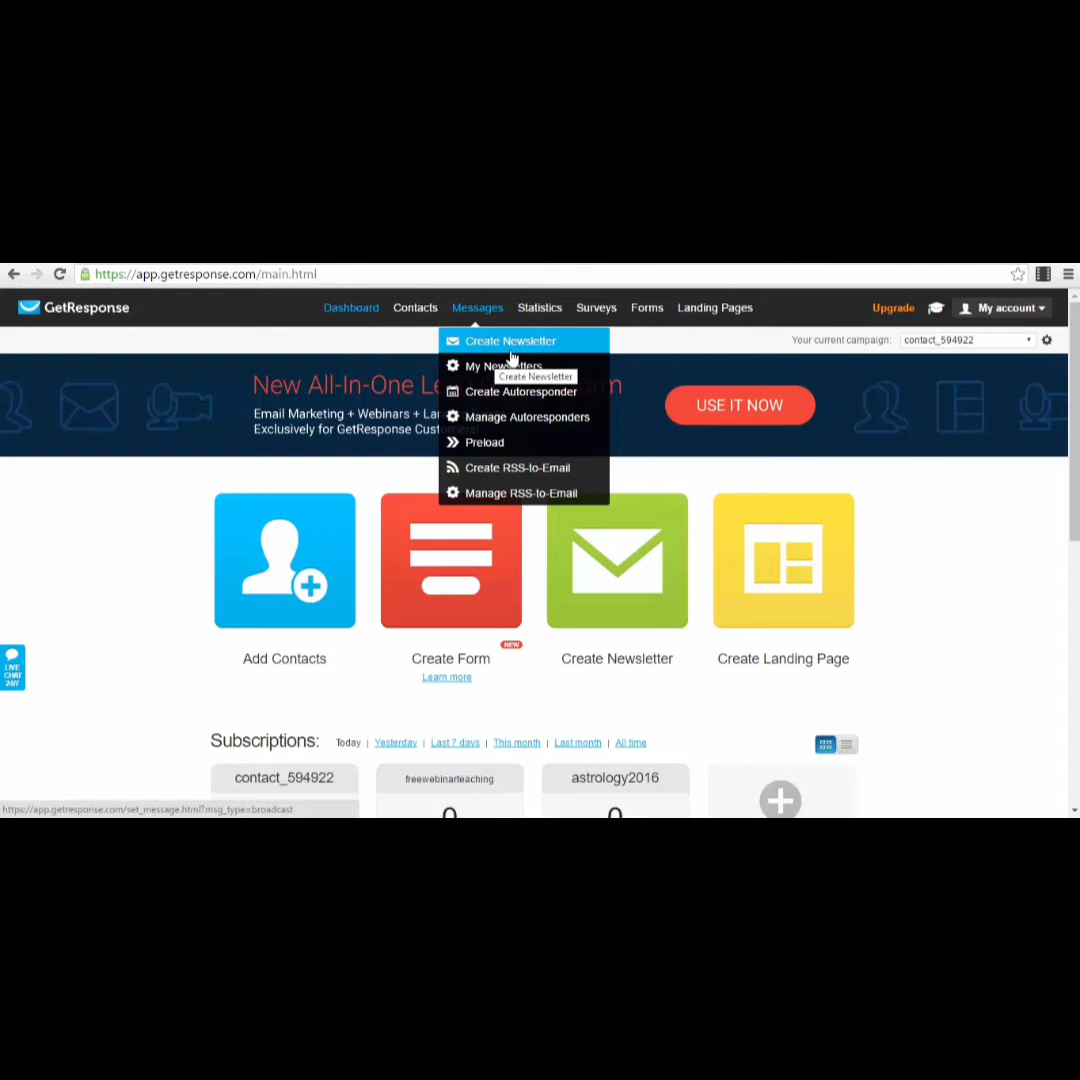 https://app.getresponse.com/main.html
GetResponse
Dashboard Contacts Messages Statistics Surveys Forms Landing Pages Upgrade My account
Your current campaign: contact_594922
Create Newsletter
My Newsletters
Create Newsletter
Create Autoresponder
Manage Autoresponders
Preload
Create RSS-to-Email
Manage RSS-to-Email
New All-In-One
Email Marketing + Webinars +
Exclusively for GetResponse
USE IT NOW
Add Contacts
Create Form
NEW
Learn more
Create Newsletter
Create Landing Page
LIVE
CHAT
24/7
Subscriptions: Today | Yesterday | Last 7 days | This month | Last month | All time
contact_594922 freewebinarteaching astrology2016
0 0
https://app.getresponse.com/set_message.html?msg_type=broadcast